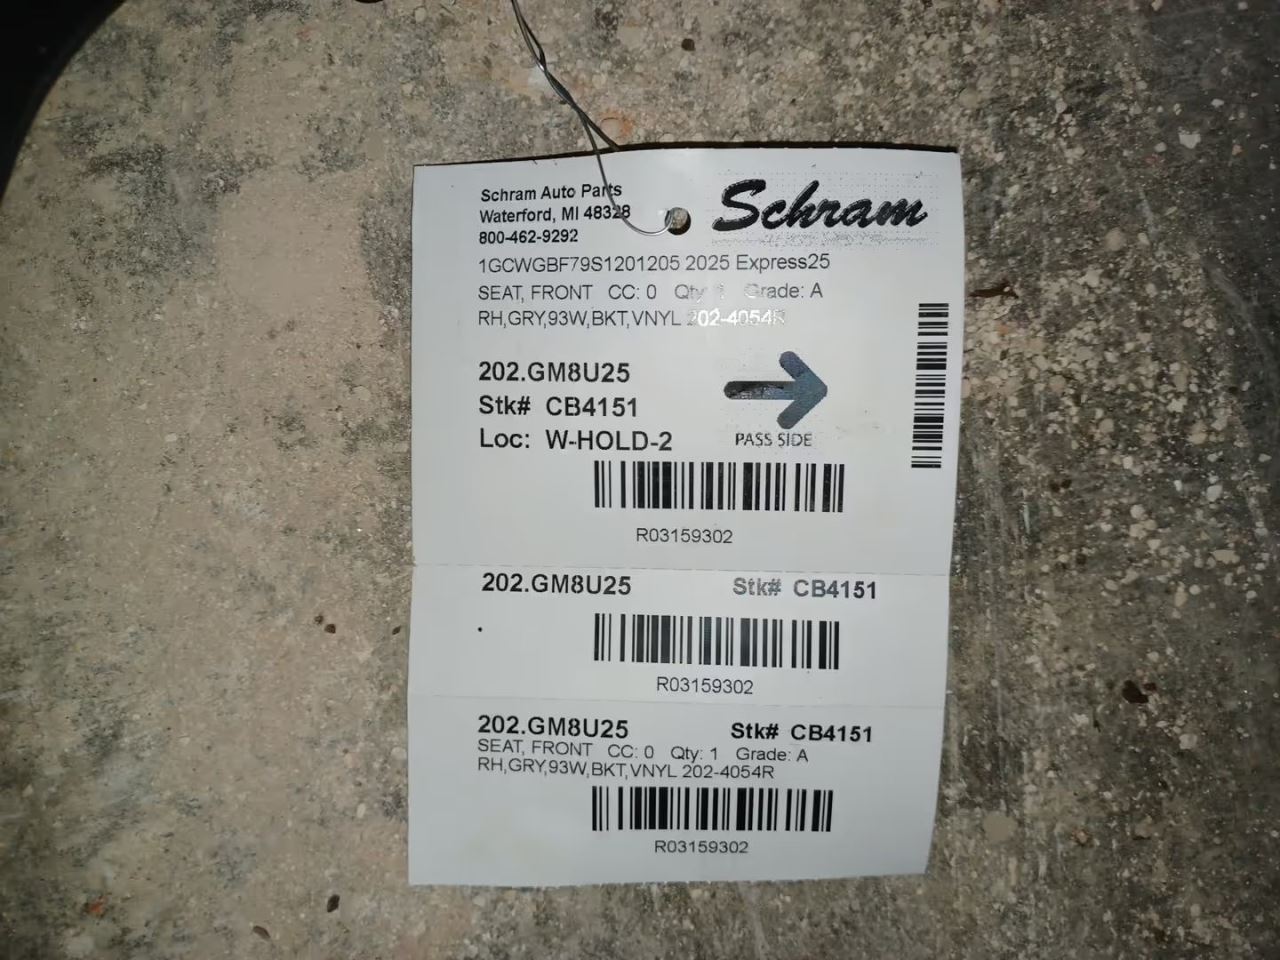 Schram Auto Parts
Waterford, MI 48328
800-462-9292
Schram
1GCWGBF79S1201205 2025 Express25
SEAT, FRONT CC: 0 Qty: 1 Grade: A
RH,GRY,93W,BKT,VNYL 202-4054R
202.GM8U25
Stk# CB4151
Loc: W-HOLD-2
PASS SIDE
R03159302
202.GM8U25 Stk# CB4151
R03159302
202.GM8U25 Stk# CB4151
SEAT, FRONT CC: 0 Qty: 1 Grade: A
RH,GRY,93W,BKT,VNYL 202-4054R
R03159302